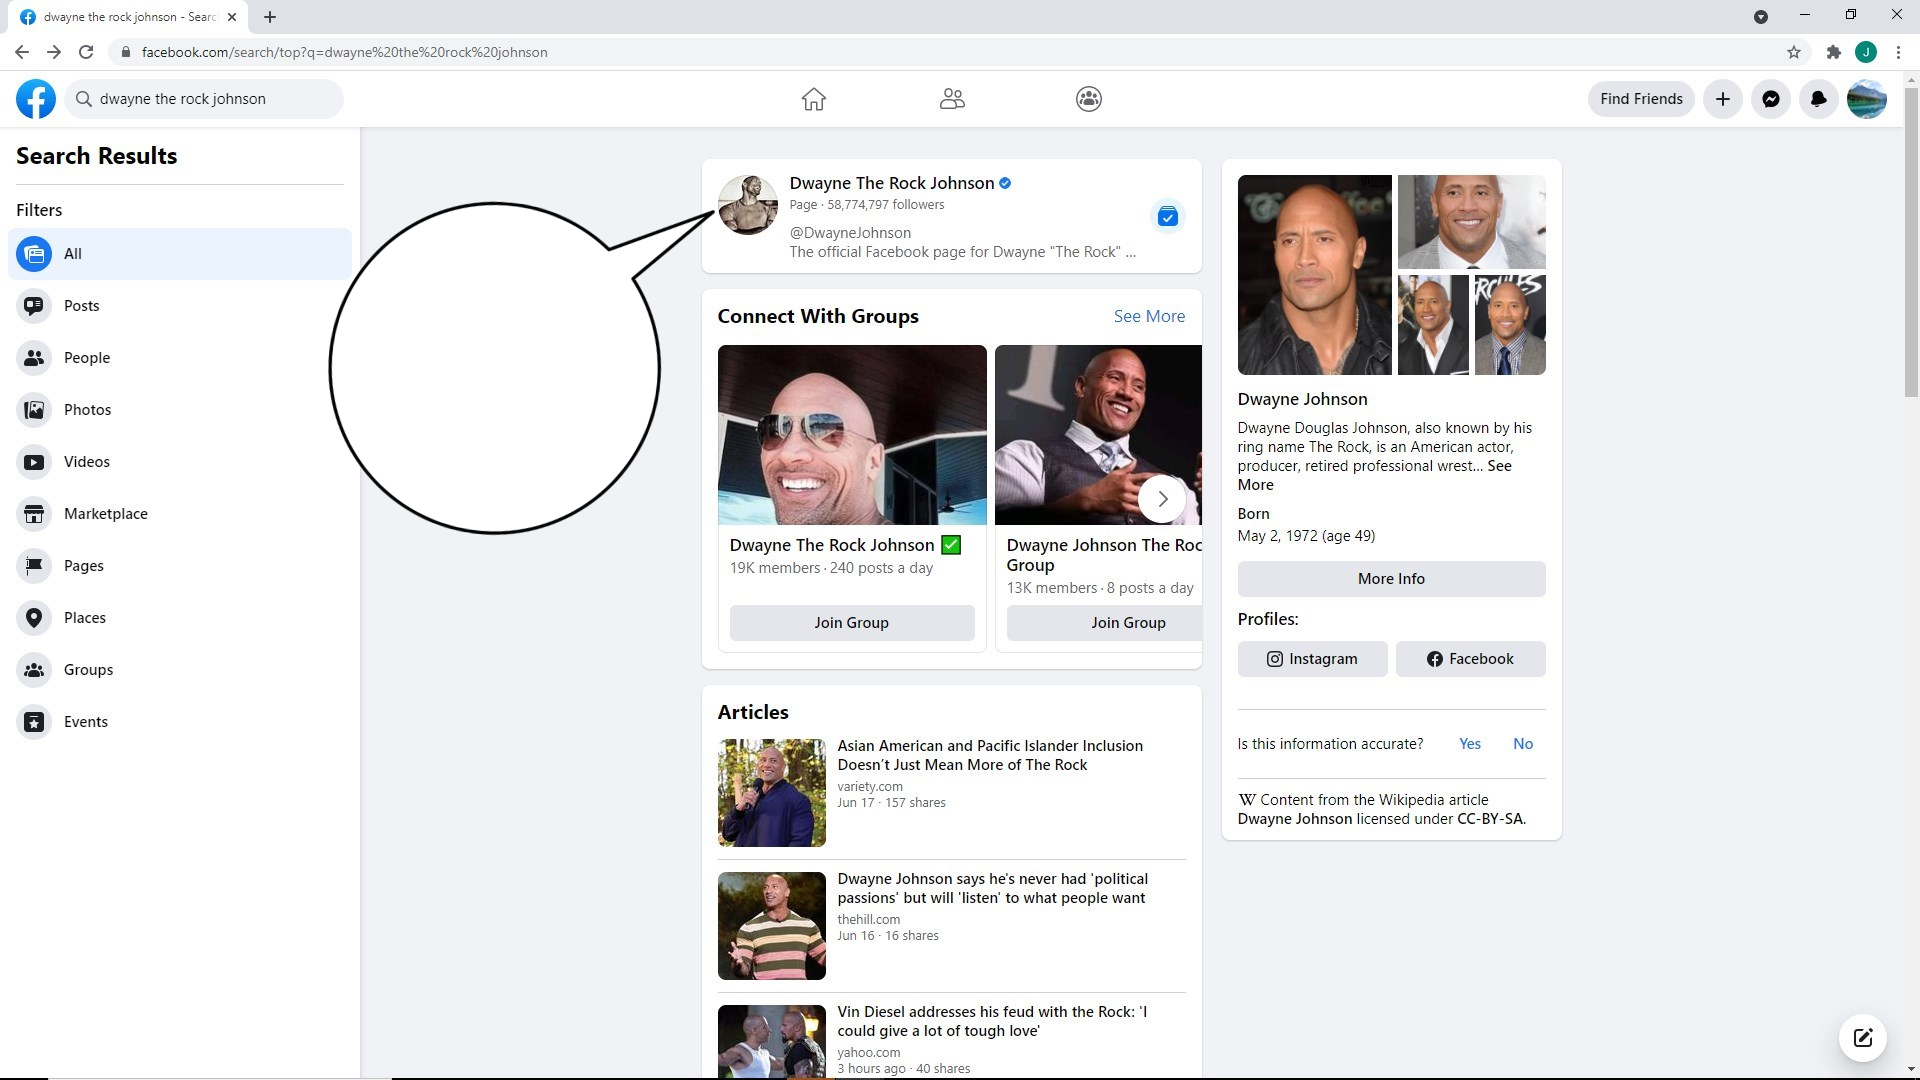 dwayne the rock johnson - Searc
facebook.com/search/top?q=dwayne%20the%20rock%20johnson
J
dwayne the rock johnson
Find Friends
Search Results
Filters
All
Posts
People
Photos
Videos
Marketplace
Pages
Places
Groups
Events
Dwayne The Rock Johnson
Page · 58,774,797 followers
@DwayneJohnson
The official Facebook page for Dwayne "The Rock" ...
Connect With Groups
See More
Dwayne The Rock Johnson ✅
19K members · 240 posts a day
Join Group
Dwayne Johnson The Roc
Group
13K members · 8 posts a day
Join Group
Articles
Asian American and Pacific Islander Inclusion
Doesn't Just Mean More of The Rock
variety.com
Jun 17 · 157 shares
Dwayne Johnson says he's never had 'political
passions' but will 'listen' to what people want
thehill.com
Jun 16 · 16 shares
Vin Diesel addresses his feud with the Rock: 'I
could give a lot of tough love'
yahoo.com
3 hours ago · 40 shares
Dwayne Johnson
Dwayne Douglas Johnson, also known by his
ring name The Rock, is an American actor,
producer, retired professional wrest... See
More
Born
May 2, 1972 (age 49)
More Info
Profiles:
Instagram
Facebook
Is this information accurate?
Yes
No
W Content from the Wikipedia article
Dwayne Johnson licensed under CC-BY-SA.